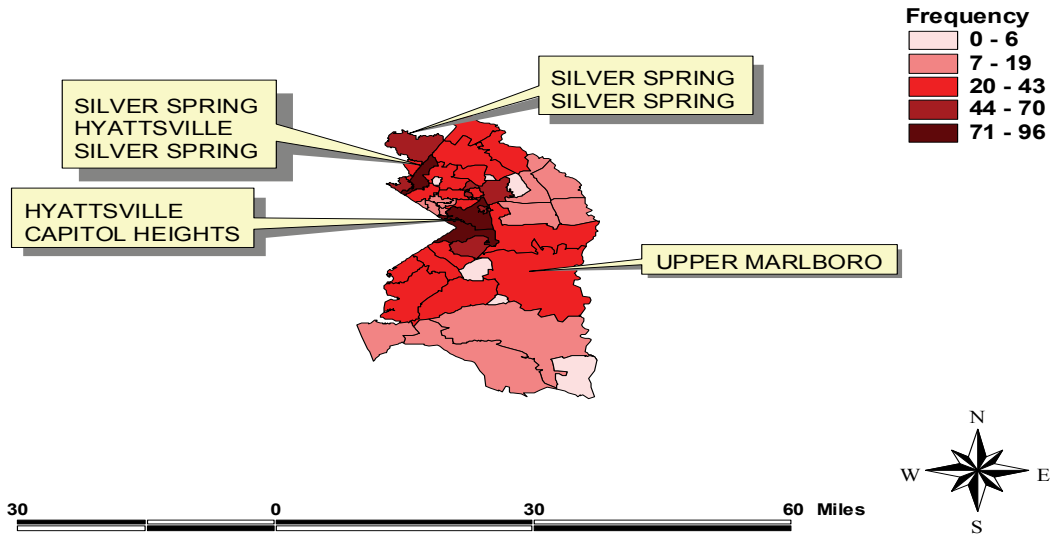 Frequency
0 - 6
7 - 19
20 - 43
44 - 70
71 - 96
SILVER SPRING
SILVER SPRING
SILVER SPRING
HYATTSVILLE
SILVER SPRING
HYATTSVILLE
CAPITOL HEIGHTS
UPPER MARLBORO
N
W
E
S
30
0
30
60 Miles